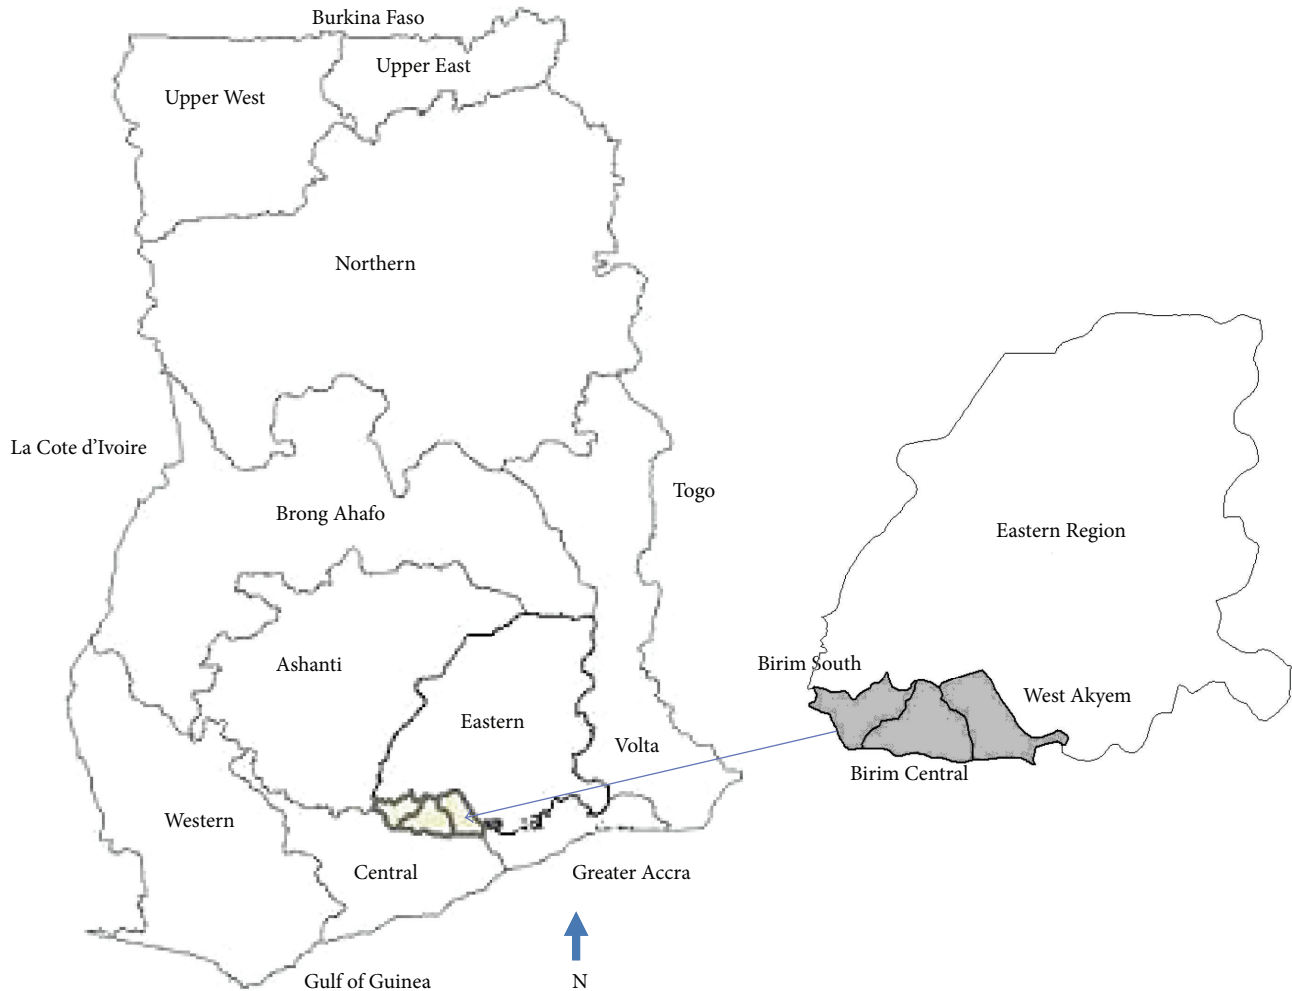 Burkina Faso
Upper East
Upper West
Northern
La Cote d'Ivoire
Togo
Brong Ahafo
Eastern Region
Ashanti
Birim South
West Akyem
Eastern
Volta
Birim Central
Western
Central
Greater Accra
Gulf of Guinea
N